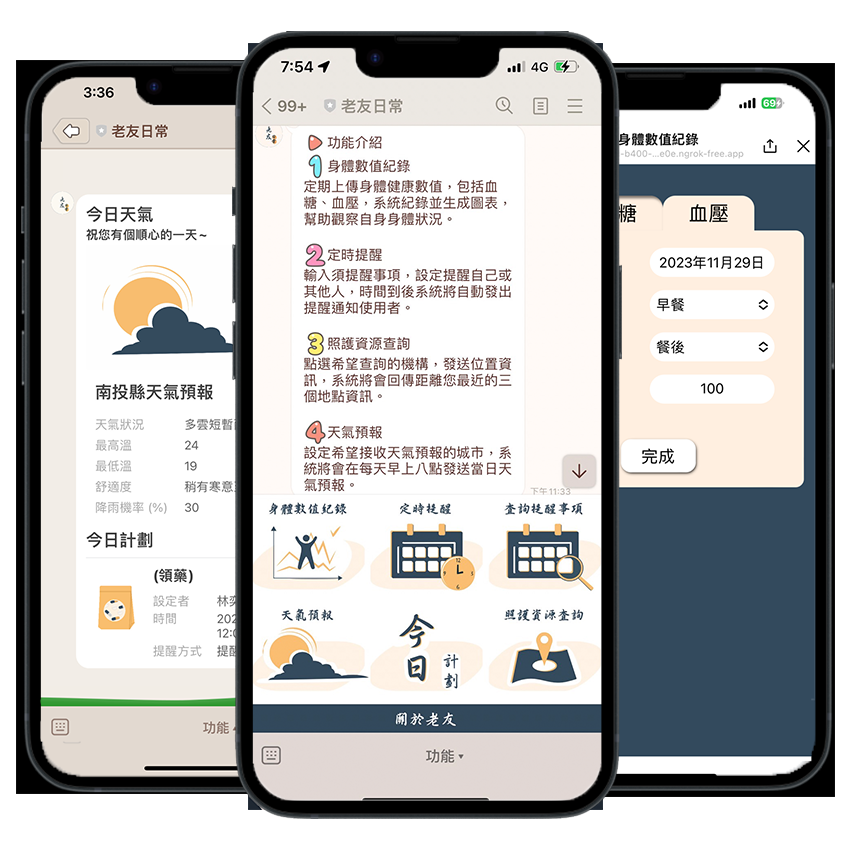 3:36
老友日常
今日天氣
祝您有個順心的一天~
南投縣天氣預報
天氣狀況 多雲短暫
最高溫 24
最低溫 19
舒適度 稍有寒意
降雨機率 (%) 30
今日計劃
(領藥)
設定者 林奕
時間 202
12:0
提醒方式 提醒
功能
7:54
4G
99+ 老友日常
功能介紹
1 身體數值紀錄
定期上傳身體健康數值，包括血
糖、血壓，系統紀錄並生成圖表，
幫助觀察自身身體狀況。
2 定時提醒
輸入須提醒事項，設定提醒自己或
其他人，時間到後系統將自動發出
提醒通知使用者。
3 照護資源查詢
點選希望查詢的機構，發送位置資
訊，系統將會回傳距離您最近的三
個地點資訊。
4 天氣預報
設定希望接收天氣預報的城市，系
統將會在每天早上八點發送當日天
氣預報。
下午 11:33
身體數值紀錄 定時提醒 查詢提醒事項
天氣預報 今日計劃 照護資源查詢
關於老友
功能
69
身體數值紀錄
-b400-...e0e.ngrok-free.app
糖 血壓
2023年11月29日
早餐
餐後
100
完成